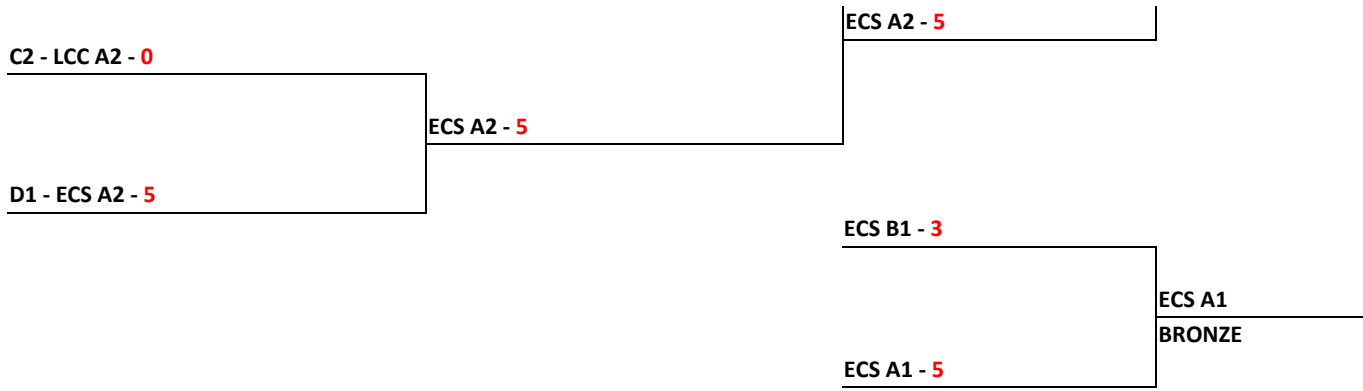 ECS A2 - 5
C2 - LCC A2 - 0
ECS A2 - 5
D1 - ECS A2 - 5
ECS B1 - 3
ECS A1
BRONZE
ECS A1 - 5